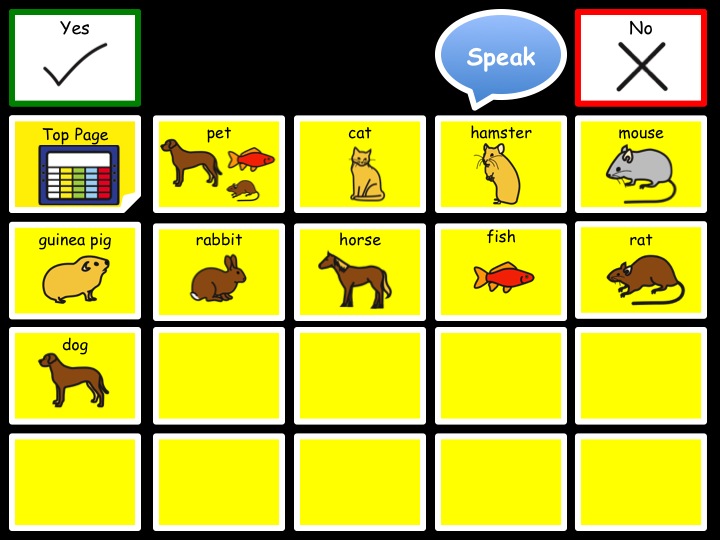 Yes
Speak
No
Top Page
pet
cat
hamster
mouse
guinea pig
rabbit
horse
fish
rat
dog